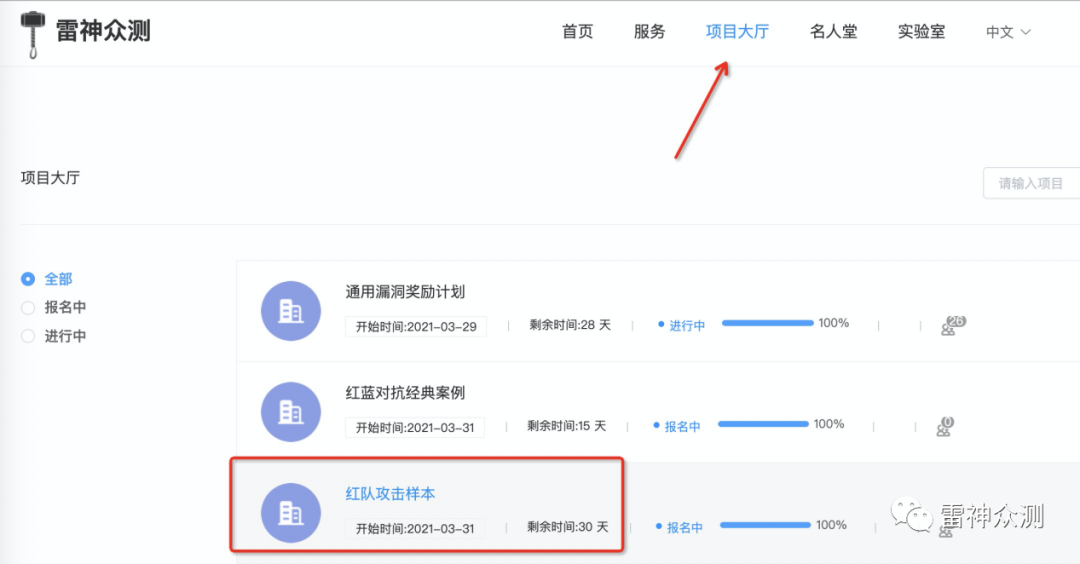 雷神众测 首页 服务 项目大厅 名人堂 实验室 中文
项目大厅 请输入项目
全部
报名中
进行中
通用漏洞奖励计划
开始时间:2021-03-29 剩余时间:28 天 进行中 100% 26
红蓝对抗经典案例
开始时间:2021-03-31 剩余时间:15 天 报名中 100% 0
红队攻击样本
开始时间:2021-03-31 剩余时间:30 天 报名中 100%
雷神众测